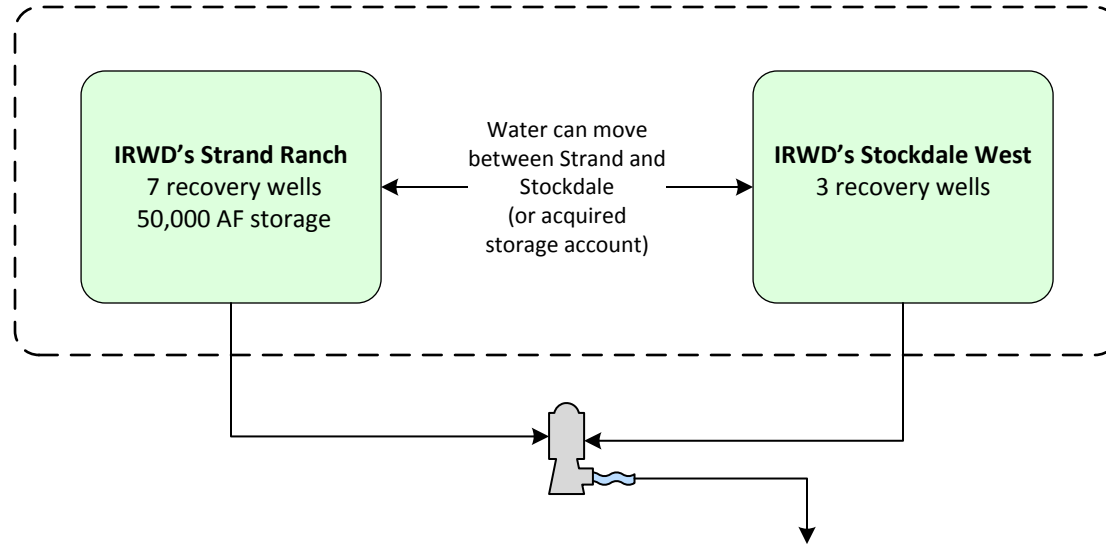 IRWD’s Strand Ranch
7 recovery wells
50,000 AF storage
Water can move
between Strand and
Stockdale
(or acquired
storage account)
IRWD’s Stockdale West
3 recovery wells